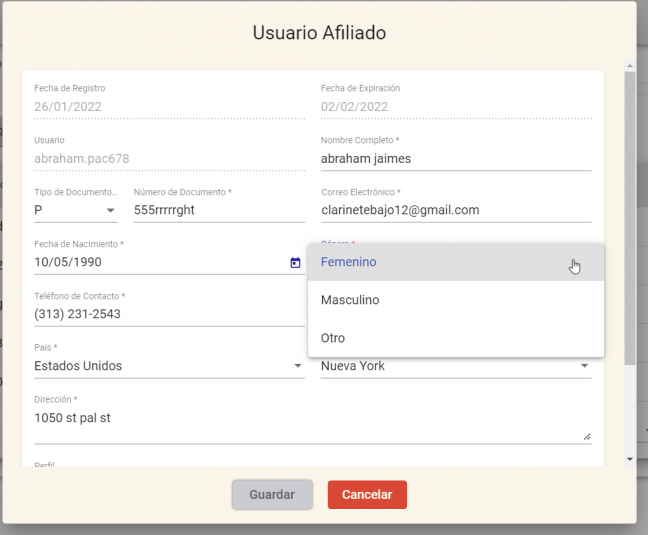 Usuario Afiliado
Fecha de Registro
Fecha de Expiración
26/01/2022
02/02/2022
Usuario
Nombre Completo *
abraham.pac678
abraham jaimes
Tipo de Documento...
Número de Documento *
Correo Electrónico *
P
555rrrrrght
clarinetebajo12@gmail.com
Fecha de Nacimiento *
Género *
10/05/1990
Femenino
Masculino
Otro
Teléfono de Contacto *
(313) 231-2543
Pais *
Estados Unidos
Nueva York
Dirección *
1050 st pal st
Perfil
Guardar
Cancelar